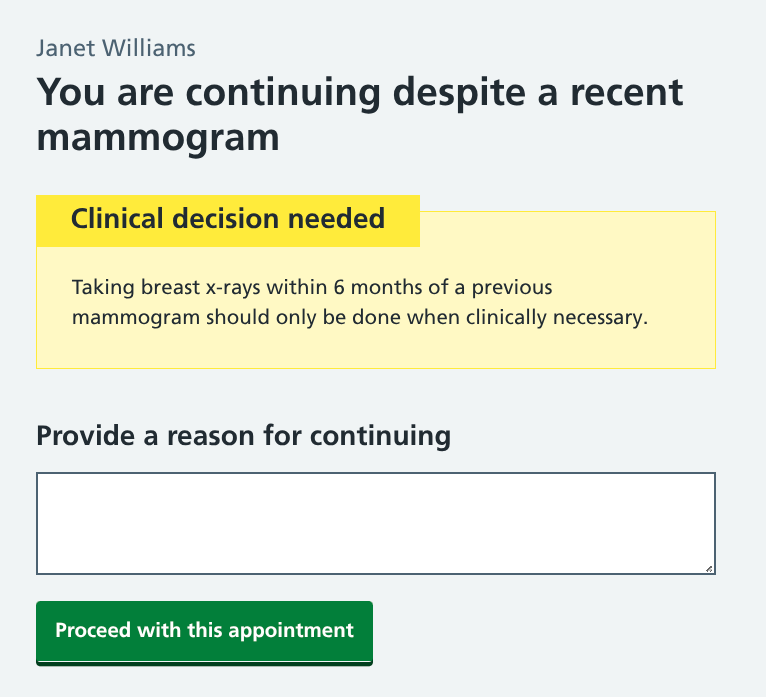 Janet Williams
You are continuing despite a recent
mammogram
Clinical decision needed
Taking breast x-rays within 6 months of a previous
mammogram should only be done when clinically necessary.
Provide a reason for continuing
Proceed with this appointment